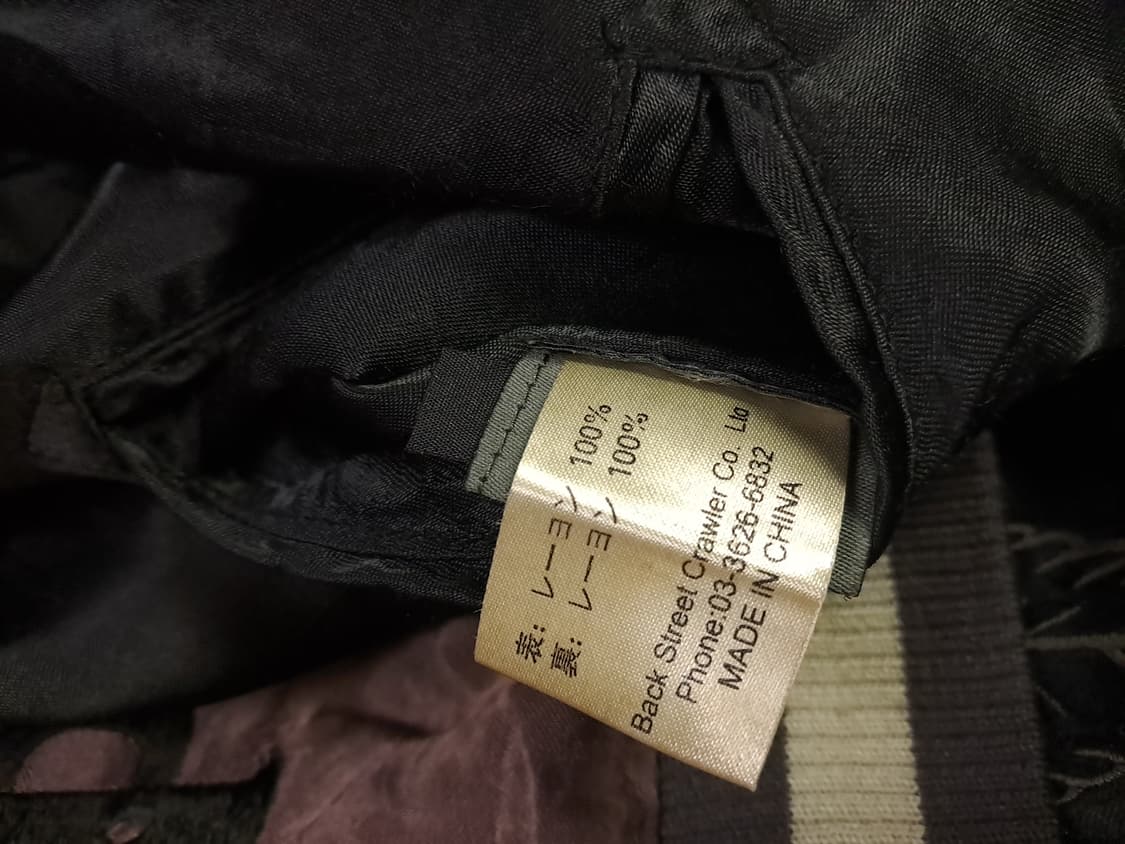 表: レーヨン 100%
裏: レーヨン 100%
Back Street Crawler Co. Ltd
Phone:03-3626-6832
MADE IN CHINA